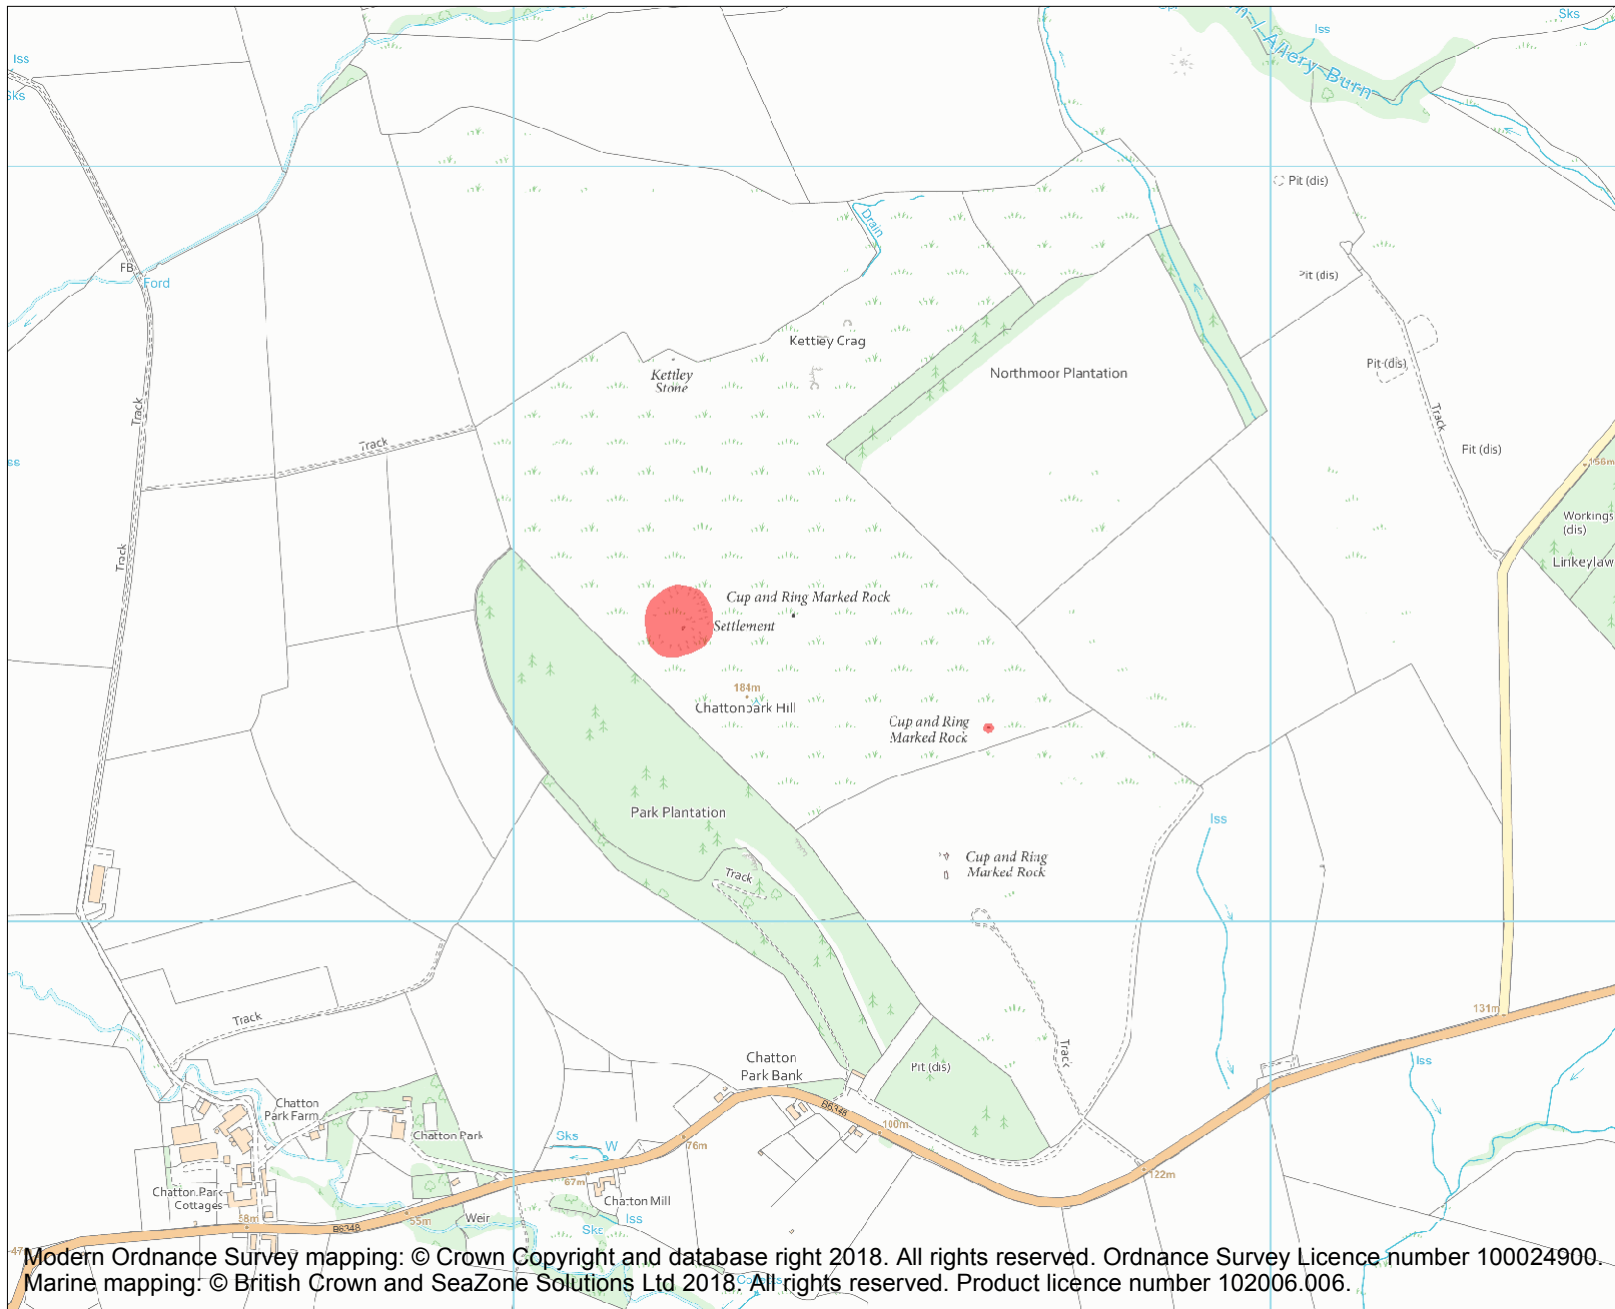 Sks
Iss
Allery Burn
Iss
Sks
Pit (dis)
Drain
FB
Ford
Pit (dis)
Kettley Crag
Pit (dis)
Northmoor Plantation
Kettley
Stone
Track
Track
Track
Pit (dis)
156m
Workings
(dis)
Track
Linkeylaw
Cup and Ring Marked Rock
Settlement
184m
Chattonpark Hill
Cup and Ring
Marked Rock
Park Plantation
Iss
Cup and Ring
Marked Rock
Track
131m
Track
Track
Chatton
Park Bank
Pit (dis)
Iss
Chatton
Park Farm
B6348
100m
Chatton Park
Sks
W
76m
122m
67m
Chatton Park
Cottages
Chatton Mill
58m
B6348
55m
Weir
Iss
Sks
Modern Ordnance Survey mapping: © Crown Copyright and database right 2018. All rights reserved. Ordnance Survey Licence number 100024900.
Marine mapping: © British Crown and SeaZone Solutions Ltd 2018. All rights reserved. Product licence number 102006.006.